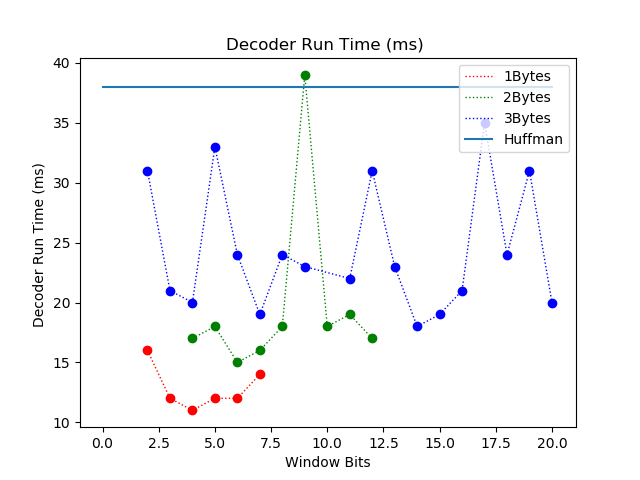 Decoder Run Time (ms)
40
35
30
25
20
15
10
Decoder Run Time (ms)
0.0 2.5 5.0 7.5 10.0 12.5 15.0 17.5 20.0
Window Bits
1Bytes
2Bytes
3Bytes
Huffman